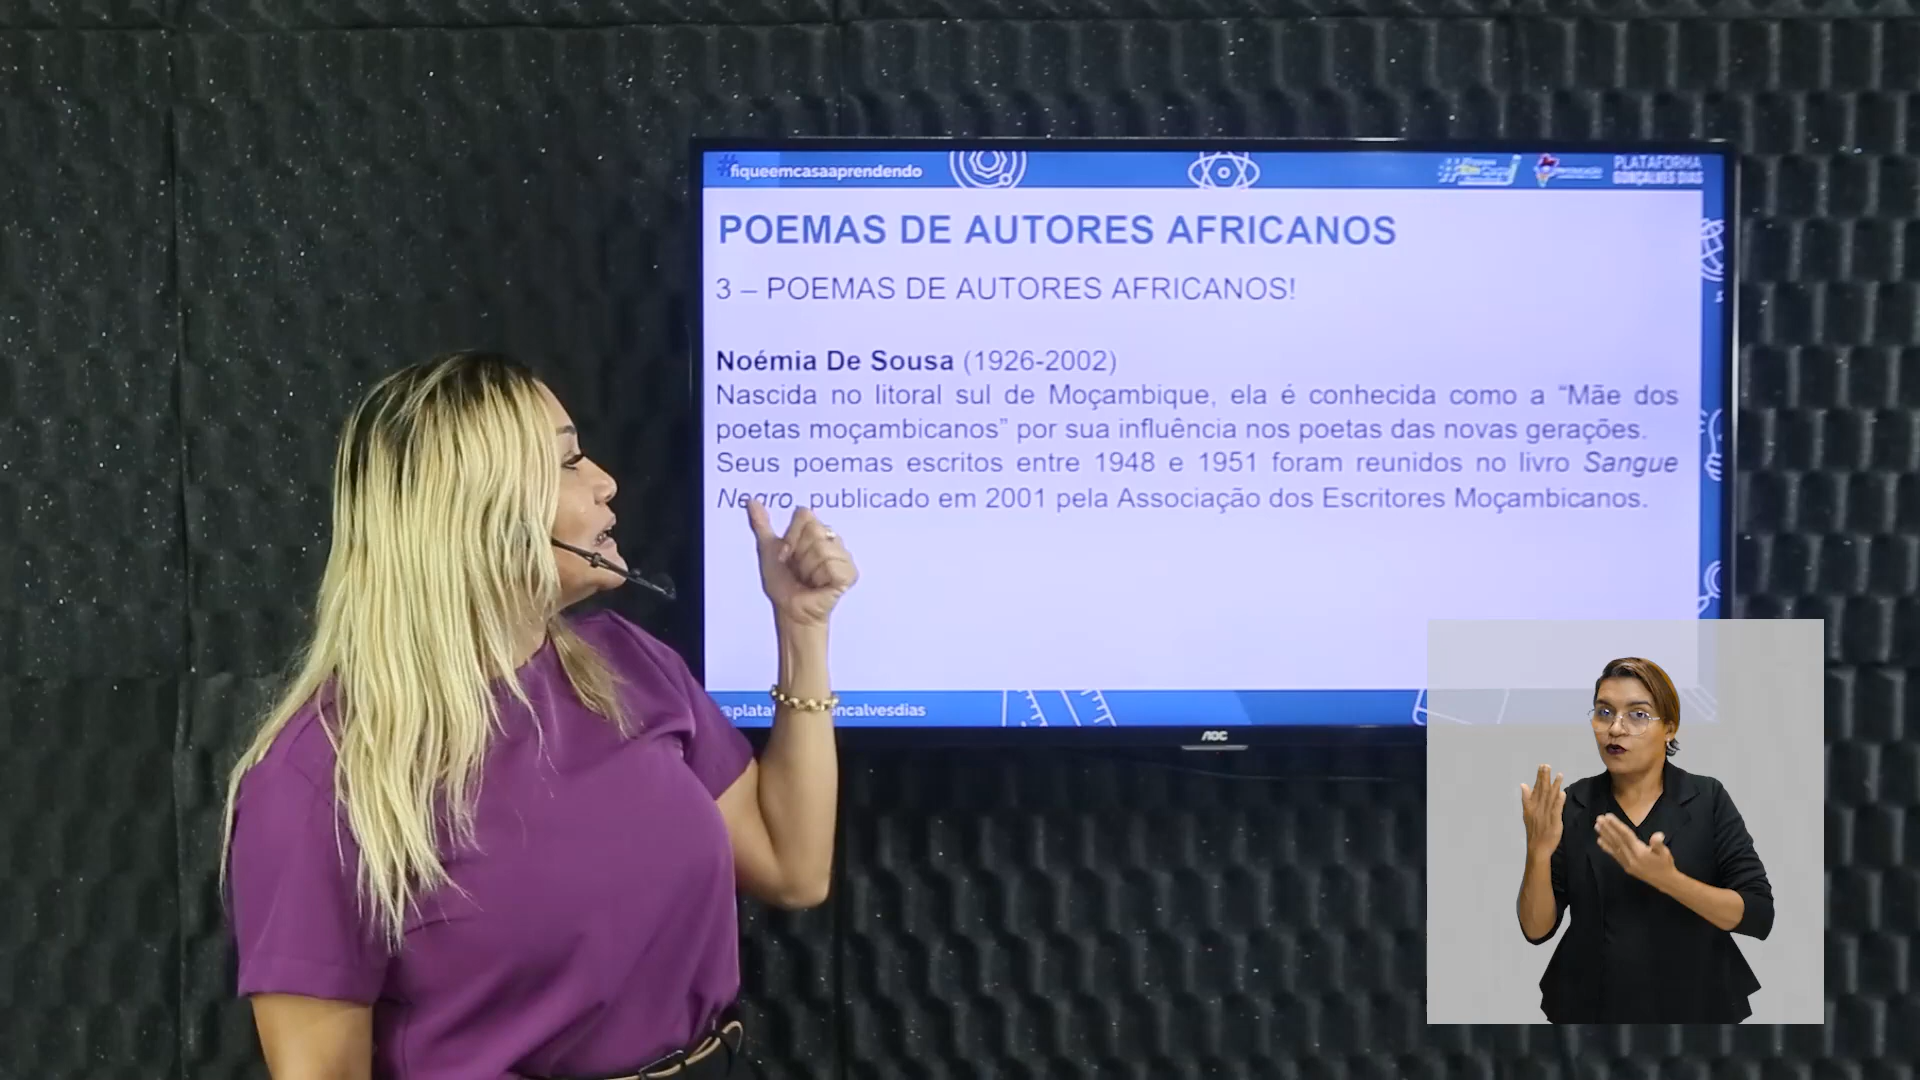 #fiqueemcasaaprendendo
PLATAFORMA
GONÇALVES DIAS
POEMAS DE AUTORES AFRICANOS
3 – POEMAS DE AUTORES AFRICANOS!
Noémia De Sousa (1926-2002)
Nascida no litoral sul de Moçambique, ela é conhecida como a “Mãe dos
poetas moçambicanos” por sua influência nos poetas das novas gerações.
Seus poemas escritos entre 1948 e 1951 foram reunidos no livro Sangue
Negro, publicado em 2001 pela Associação dos Escritores Moçambicanos.
AOC